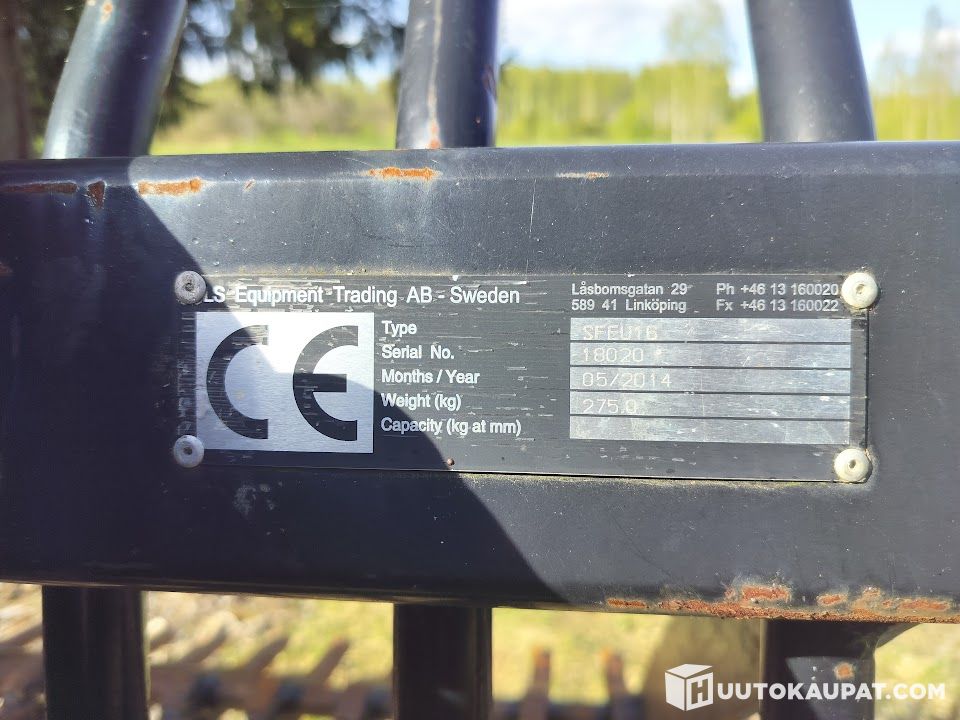 LS Equipment Trading AB - Sweden
Låsbomsgatan 29 Ph +46 13 160020
589 41 Linköping Fx +46 13 160022
CE
Type SFEU16
Serial No. 18020
Months / Year 05/2014
Weight (kg) 275.0
Capacity (kg at mm)
HUUTOKAUPAT.COM